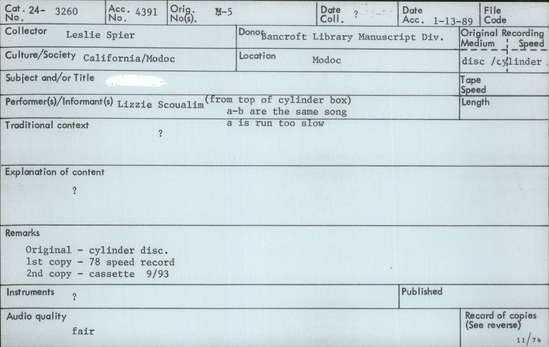 Cat. 24- 3260
No.
Acc. 4391
No.
Orig. M-5
No(s).
Date ?
Coll.
Date
Acc. 1-13-89
File
Code
Collector Leslie Spier
Donor Bancroft Library Manuscript Div.
Original Recording
Medium Speed
disc /cylinder
Culture/Society California/Modoc
Location Modoc
Subject and/or Title
Tape
Speed
Performer(s)/Informant(s) Lizzie Scoualim (from top of cylinder box)
a-b are the same song
a is run too slow
Length
Traditional context
?
Explanation of content
?
Remarks
Original - cylinder disc.
1st copy - 78 speed record
2nd copy - cassette 9/93
Instruments ?
Published
Audio quality
fair
Record of copies
(See reverse)
11/74